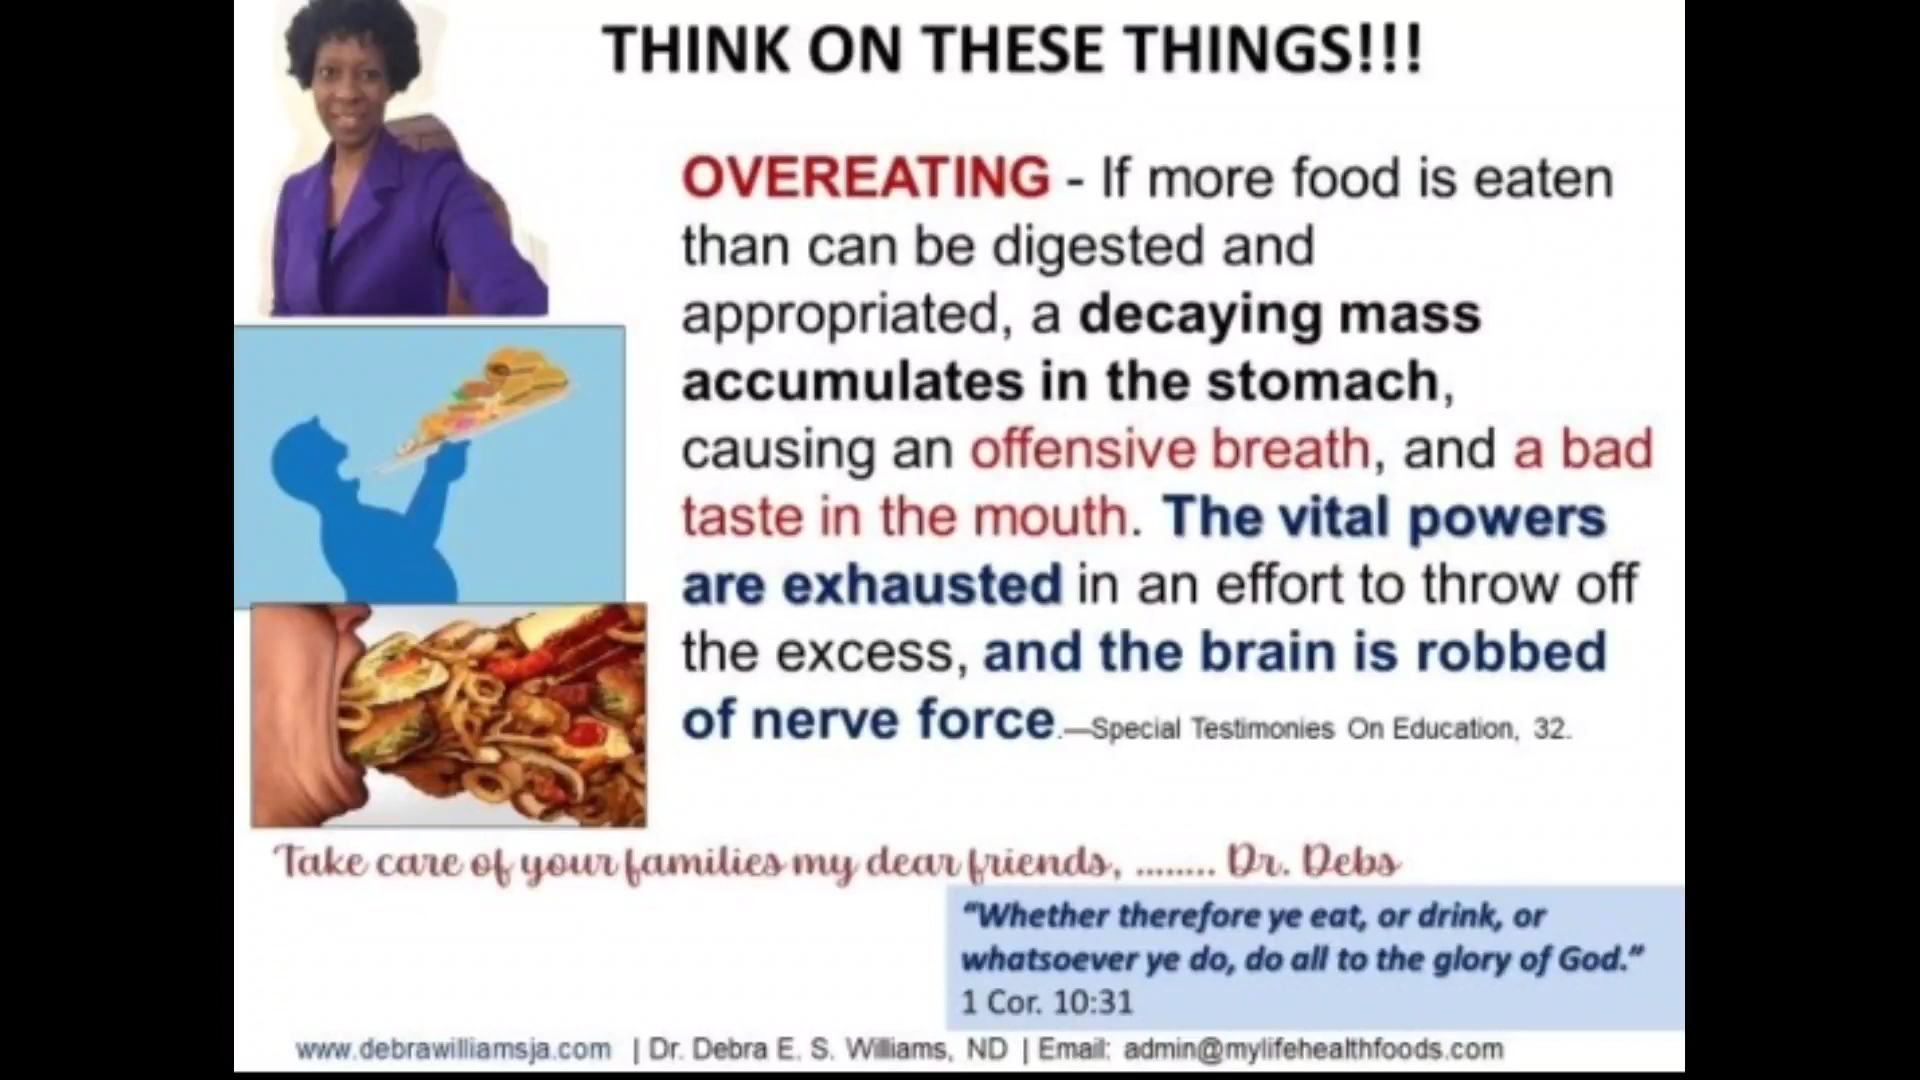 THINK ON THESE THINGS!!!
OVEREATING - If more food is eaten
than can be digested and
appropriated, a decaying mass
accumulates in the stomach,
causing an offensive breath, and a bad
taste in the mouth. The vital powers
are exhausted in an effort to throw off
the excess, and the brain is robbed
of nerve force.—Special Testimonies On Education, 32.
Take care of your families my dear friends, ........ Dr. Debs
“Whether therefore ye eat, or drink, or
whatsoever ye do, do all to the glory of God.”
1 Cor. 10:31
www.debrawilliamsja.com | Dr. Debra E. S. Williams, ND | Email: admin@mylifehealthfoods.com